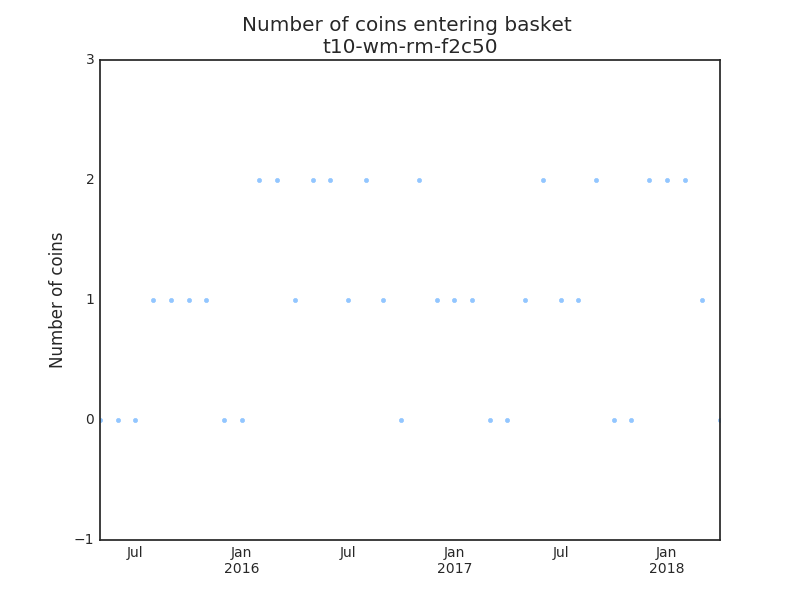 Number of coins entering basket
t10-wm-rm-f2c50
3
2
1
0
−1
Number of coins
Jul
Jan
2016
Jul
Jan
2017
Jul
Jan
2018